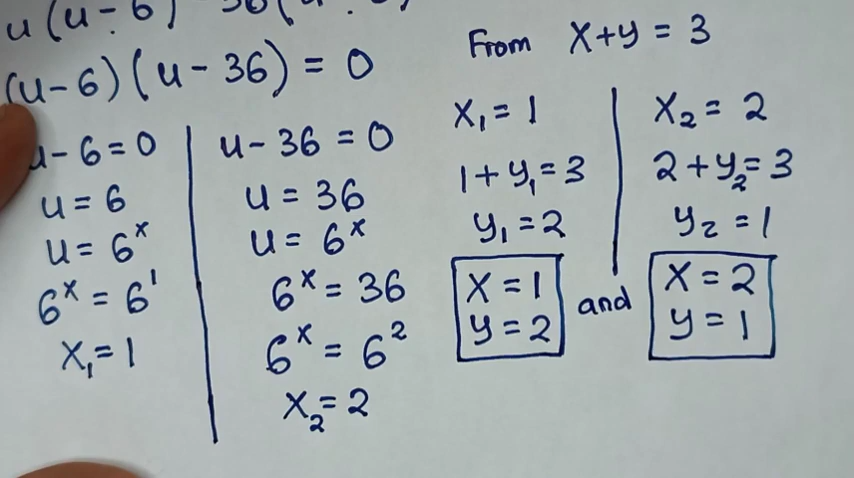 (u-6)(u-36) = 0
u-6=0
u=6
u=6ˣ
6ˣ=6¹
x₁=1
u-36=0
u=36
u=6ˣ
6ˣ=36
6ˣ=6²
x₂=2
From x+y=3
x₁=1
1+y₁=3
y₁=2
x=1
y=2
and
x₂=2
2+y₂=3
y₂=1
x=2
y=1